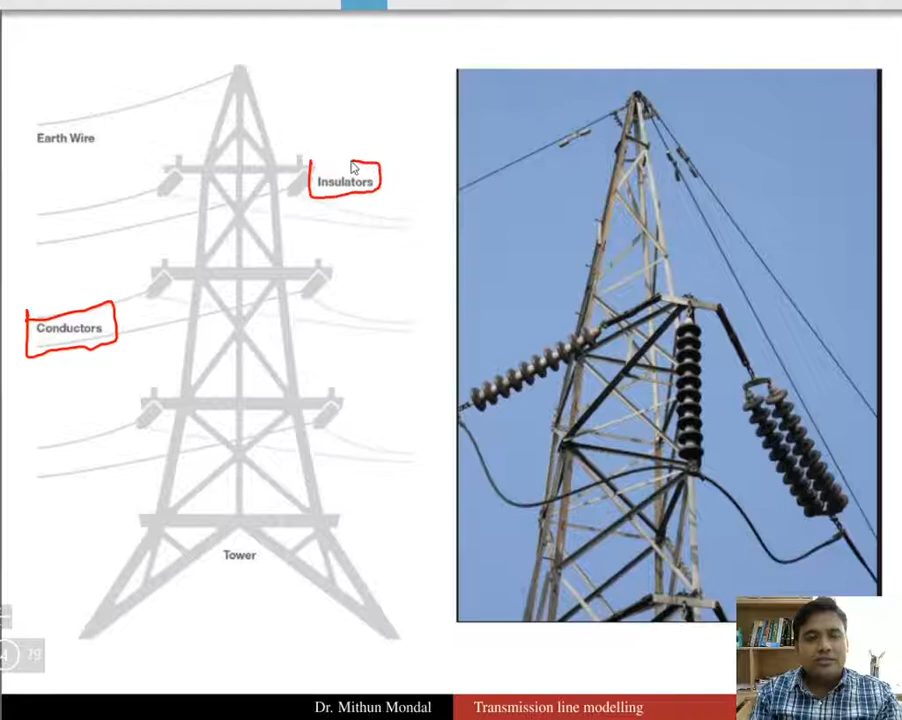 Earth Wire
Insulators
Conductors
Tower
Dr. Mithun Mondal
Transmission line modelling